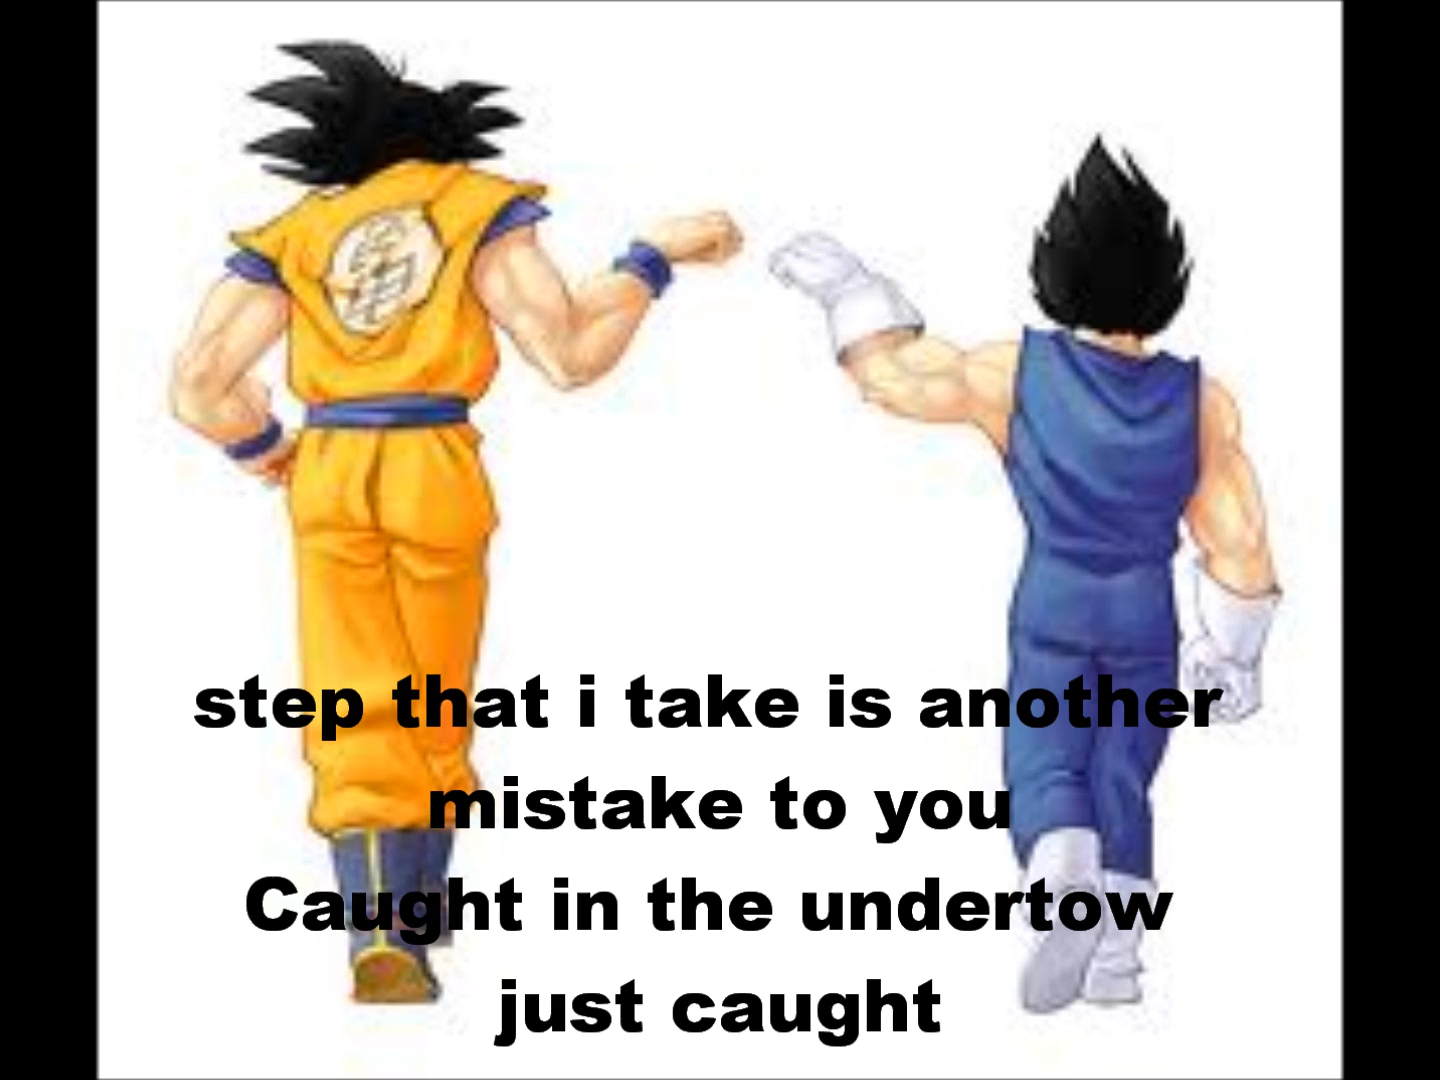 step that i take is another
mistake to you
Caught in the undertow
just caught